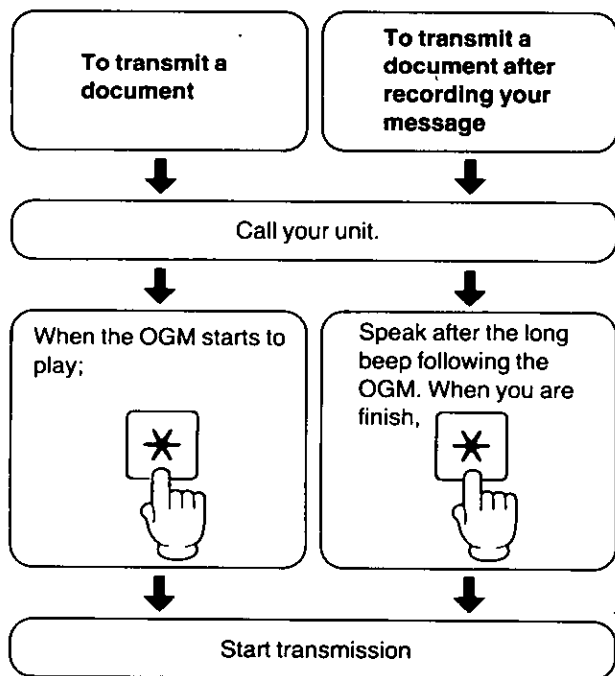 To transmit a
document
To transmit a
document after
recording your
message
Call your unit.
When the OGM starts to
play;
Speak after the long
beep following the
OGM. When you are
finish,
Start transmission